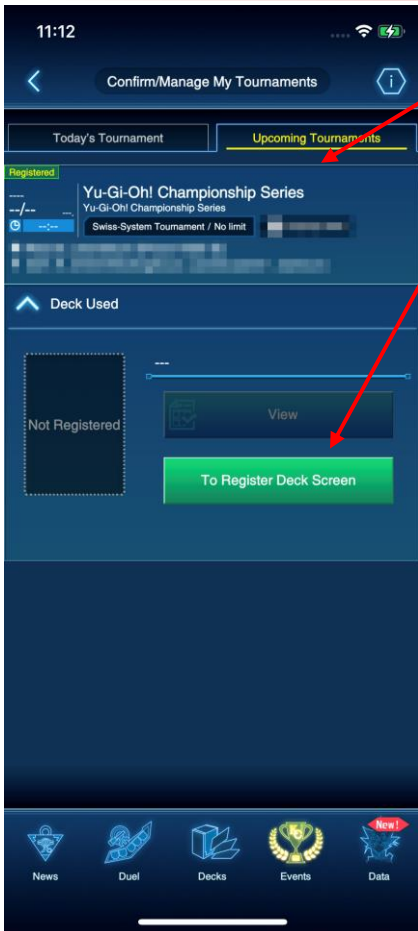 11:12
Confirm/Manage My Tournaments
i
Today's Tournament
Upcoming Tournaments
Registered
----
Yu-Gi-Oh! Championship Series
--/-- --.
Yu-Gi-Oh! Championship Series
--:--
Swiss-System Tournament / No limit
Deck Used
---
Not Registered
View
To Register Deck Screen
New!
News
Duel
Decks
Events
Data